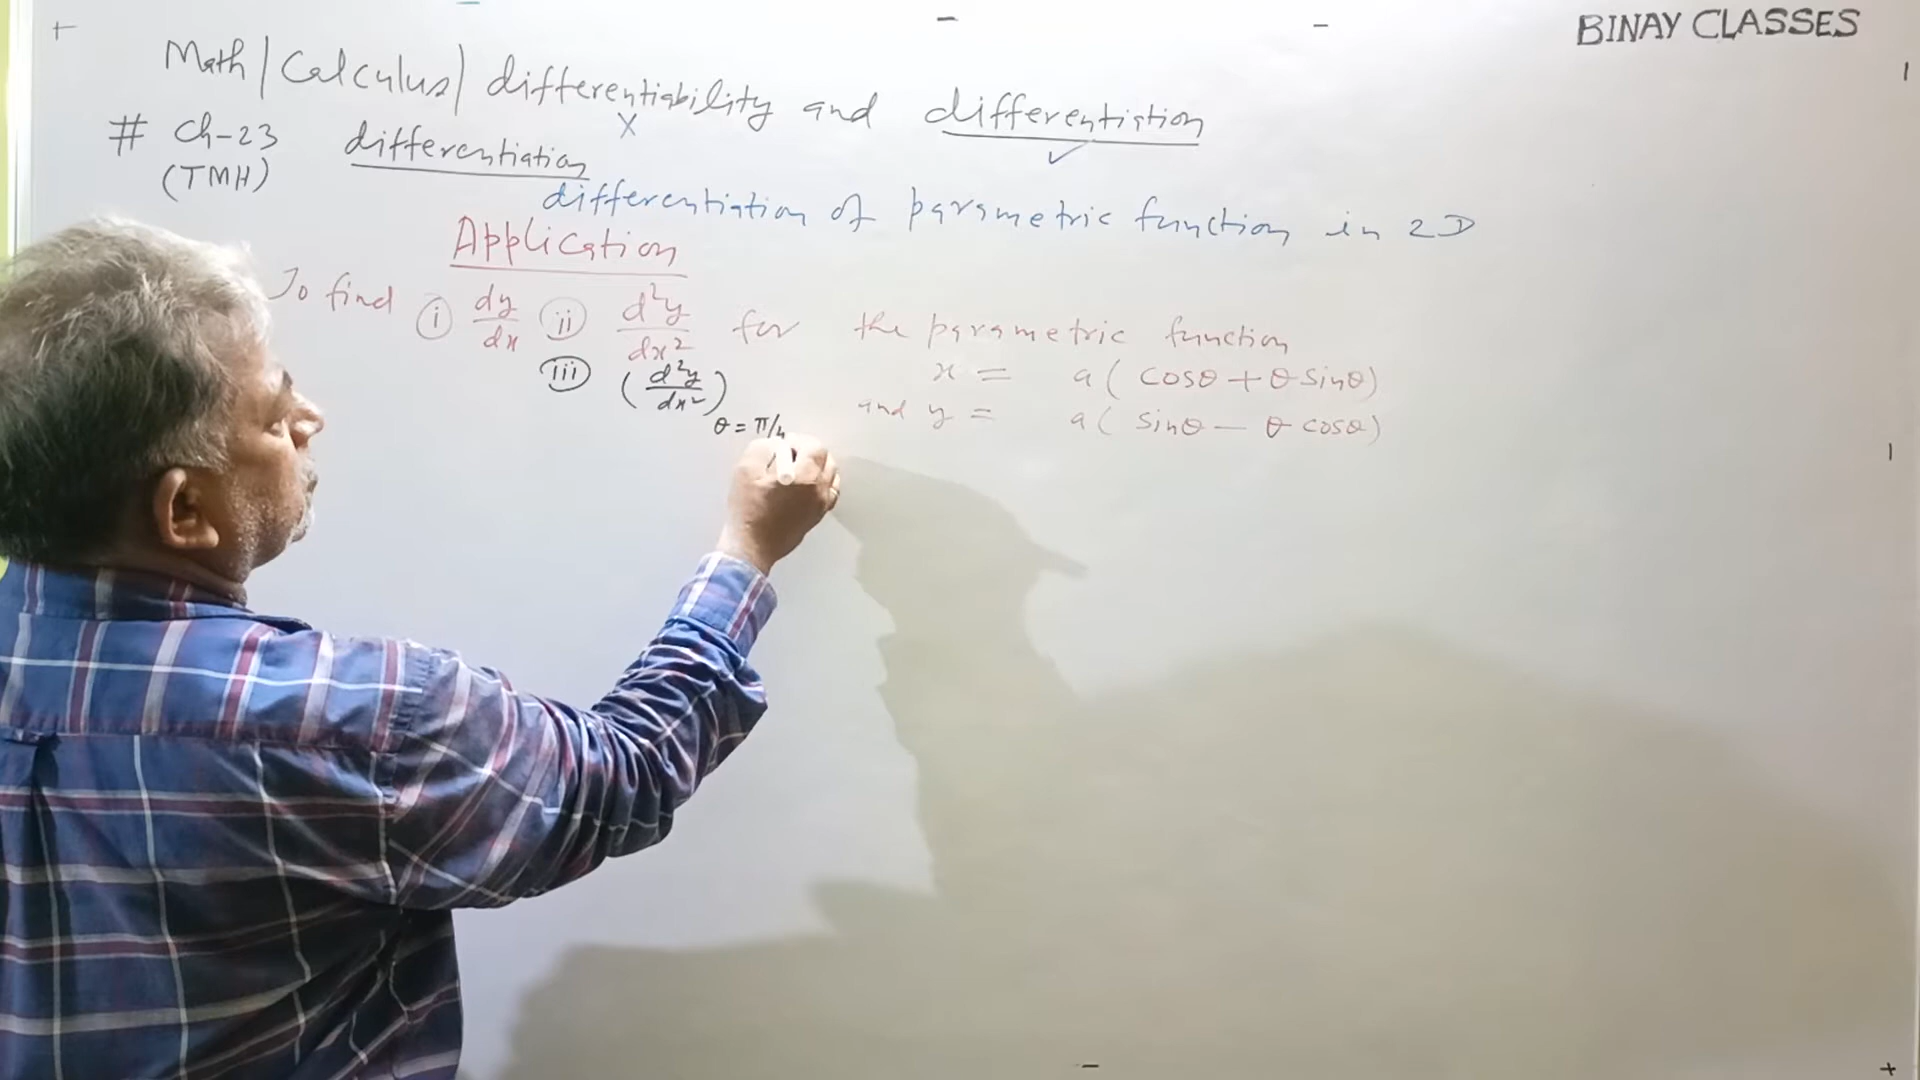 BINAY CLASSES
Math/Calculus/differentiability and differentiation
# Ch-23 differentiation
(TMH)
differentiation of parametric function in 2D
Application
To find (i) dy/dx (ii) d²y/dx² for the parametric function
(iii) (d²y/dx²) θ = π/4
x = a( cosθ + θ sinθ)
and y = a( sinθ — θ cosθ)